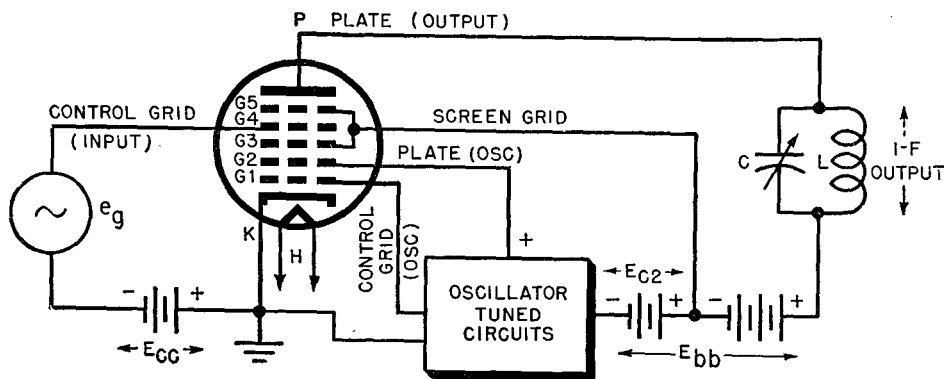 P PLATE (OUTPUT)
CONTROL GRID
(INPUT)
G5
G4
G3
G2
G1
SCREEN GRID
PLATE (OSC)
CONTROL
GRID
(OSC)
K
H
eg
C
L
I-F
OUTPUT
+
OSCILLATOR
TUNED
CIRCUITS
- +
Ecc
Ec2
- +
- +
Ebb